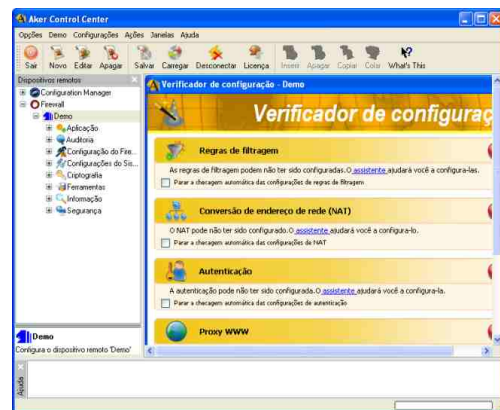 Aker Control Center
Opções Demo Configurações Ações Janelas Ajuda
Sair Novo Editar Apagar Salvar Carregar Desconectar Licença Inserir Apagar Copiar Colar What's This
Dispositivos remotos
Configuration Manager
Firewall
Demo
Aplicação
Auditoria
Configuração do Fire...
Configurações do Sis...
Criptografia
Ferramentas
Informação
Segurança
Demo
Configura o dispositivo remoto 'Demo'
Verificador de configuração - Demo
Verificador de configuraç
Regras de filtragem
As regras de filtragem podem não ter sido configuradas.O assistente ajudará você a configura-las.
Parar a checagem automática das configurações de regras de filtragem
Conversão de endereço de rede (NAT)
O NAT pode não ter sido configurado.O assistente ajudará você a configura-lo.
Parar a checagem automática das configurações de NAT
Autenticação
A autenticação pode não ter sido configurada.O assistente ajudará você a configura-la.
Parar a checagem automática das configurações de autenticação
Proxy WWW
Ajuda